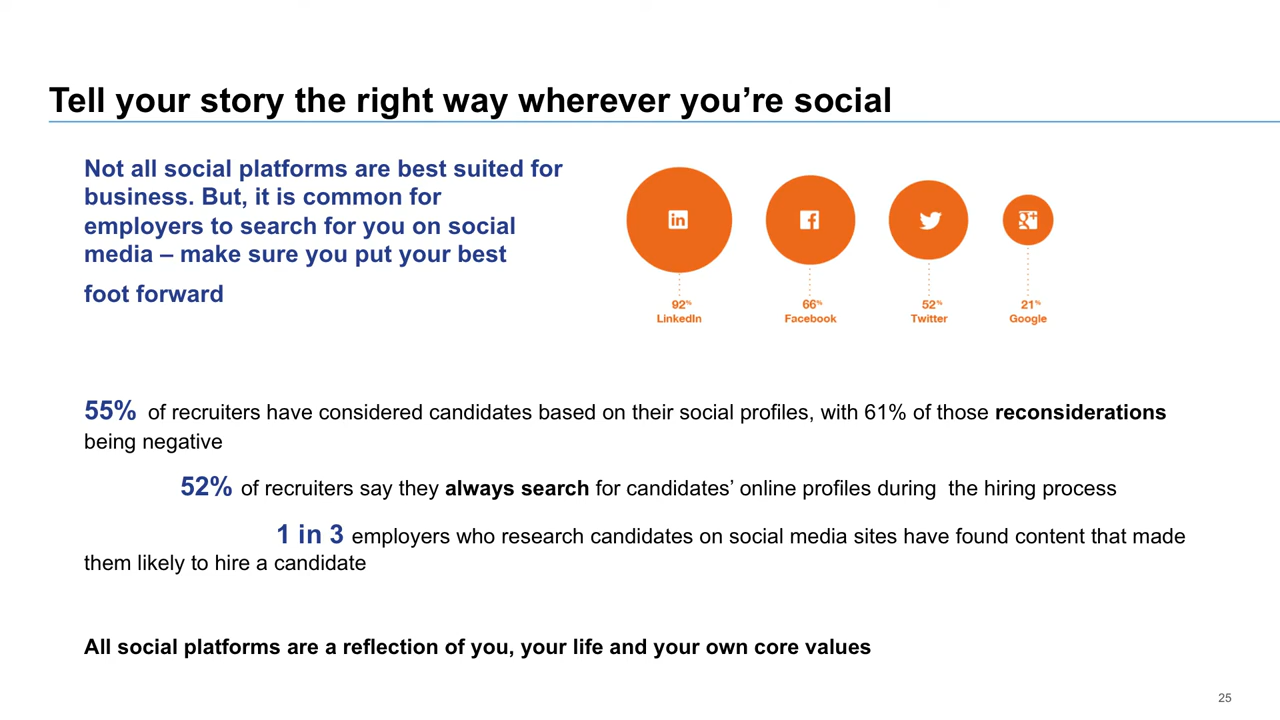 Tell your story the right way wherever you’re social
Not all social platforms are best suited for
business. But, it is common for
employers to search for you on social
media – make sure you put your best
foot forward
in
f
g+
92%
LinkedIn
66%
Facebook
52%
Twitter
21%
Google
55% of recruiters have considered candidates based on their social profiles, with 61% of those reconsiderations
being negative
52% of recruiters say they always search for candidates’ online profiles during the hiring process
1 in 3 employers who research candidates on social media sites have found content that made
them likely to hire a candidate
All social platforms are a reflection of you, your life and your own core values
25